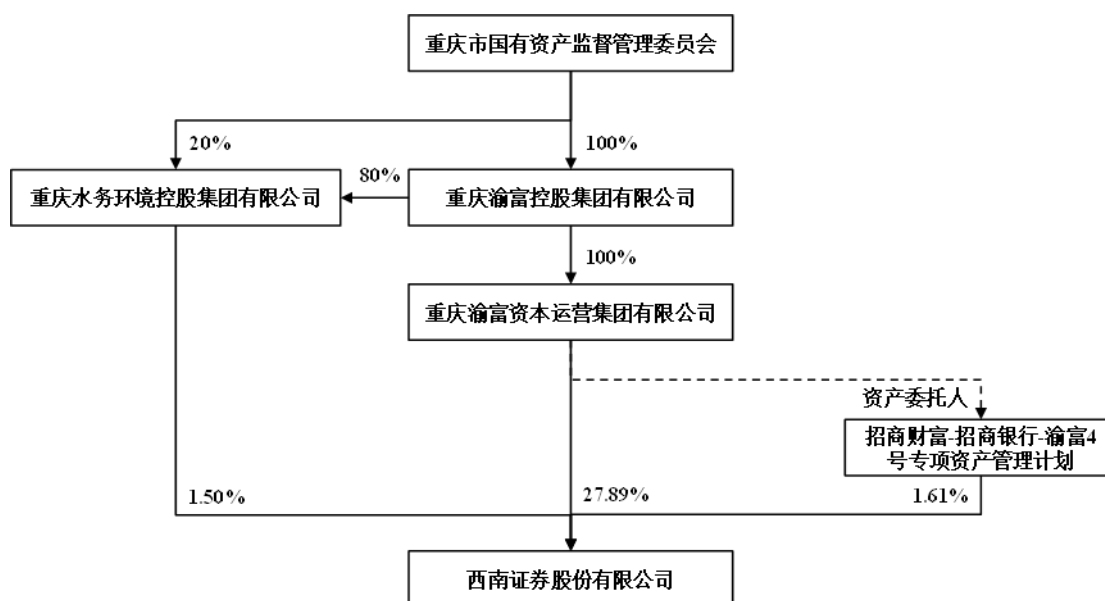 重庆市国有资产监督管理委员会
20%
100%
重庆水务环境控股集团有限公司
80%
重庆渝富控股集团有限公司
100%
重庆渝富资本运营集团有限公司
资产委托人
招商财富-招商银行-渝富4
号专项资产管理计划
1.50%
27.89%
1.61%
西南证券股份有限公司